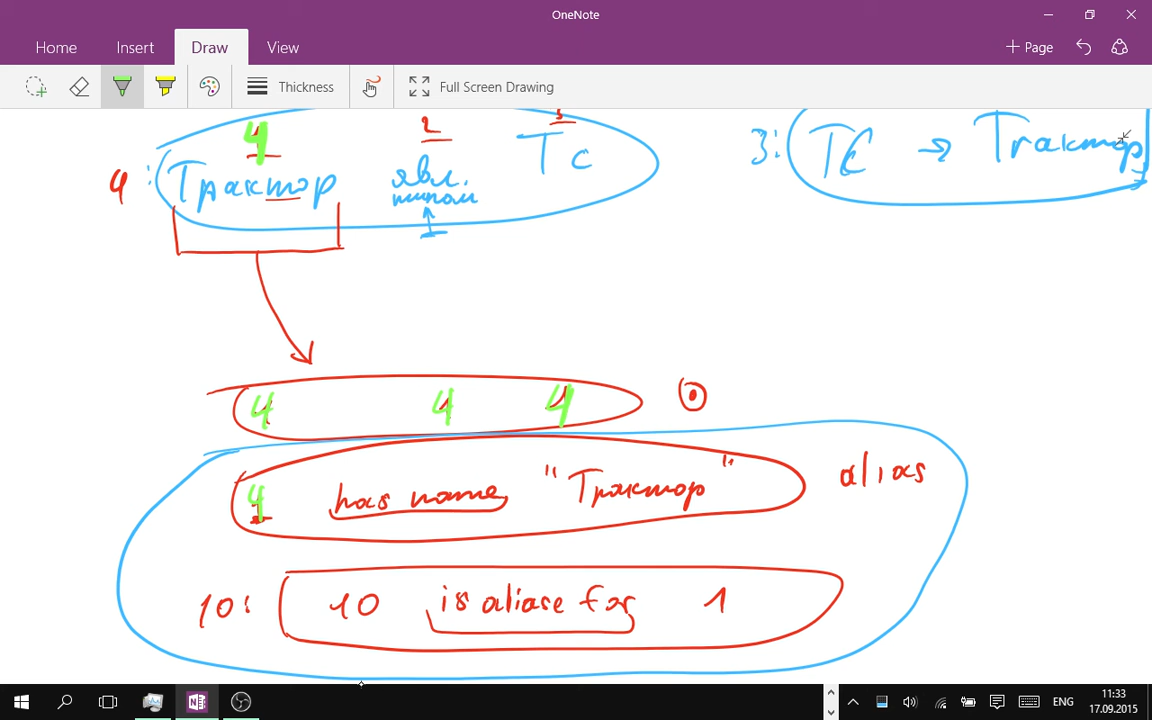 OneNote
Home Insert Draw View Page
Thickness Full Screen Drawing
4 2 1
4: Трактор явл. ТС
типом
3: ТС → Трактор
4 4 4
4 has name "Трактор" alias
10: 10 is aliase for 1
ENG 11:33
17.09.2015